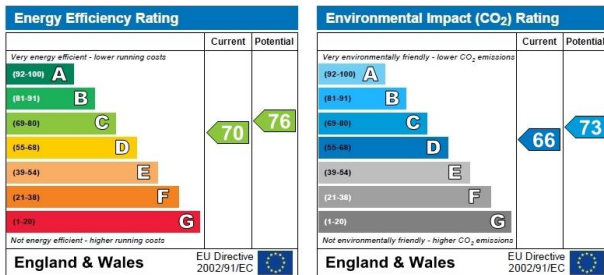 Energy Efficiency Rating
Current Potential
Very energy efficient - lower running costs
(92-100) A
(81-91) B
(69-80) C
(55-68) D
(39-54) E
(21-38) F
(1-20) G
70
76
Not energy efficient - higher running costs
England & Wales
EU Directive
2002/91/EC
Environmental Impact (CO₂) Rating
Current Potential
Very environmentally friendly - lower CO₂ emissions
(92-100) A
(81-91) B
(69-80) C
(55-68) D
(39-54) E
(21-38) F
(1-20) G
66
73
Not environmentally friendly - higher CO₂ emissions
England & Wales
EU Directive
2002/91/EC